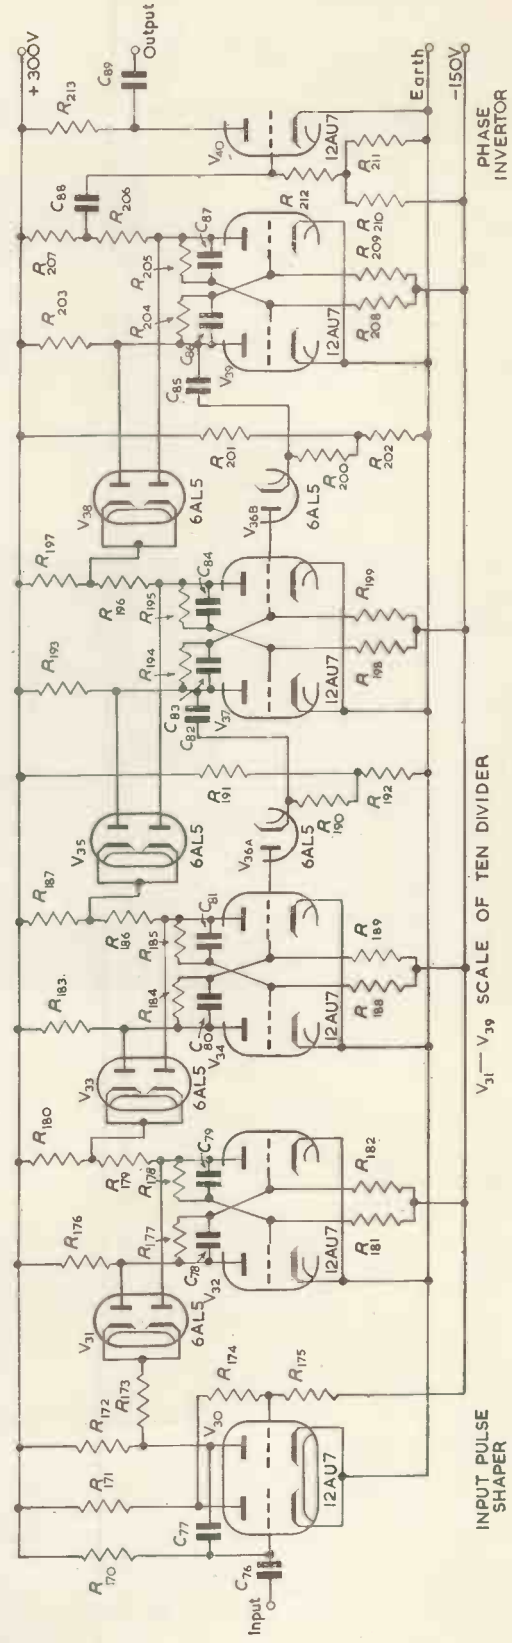 + 300V
Output
Earth
−150V
Input
R170
R171
R172
R173
R174
R175
C76
C77
V30
12AU7
INPUT PULSE
SHAPER
V31
6AL5
R176
R177
R178
R179
R180
C78
C79
V32
12AU7
R181
R182
V33
6AL5
R183.
R184
R185
R186
R187
C80
C81
V34
12AU7
R188
R189
V35
6AL5
V36A
6AL5
R190
R191
R192
R193
R194
R195
R196
R197
C82
C83
C84
V37
12AU7
R198
R199
V38
6AL5
V36B
6AL5
R200
R201
R202
R203
R204
R205
R206
R207
C85
C86
C87
C88
V39
12AU7
R208
R209
R210
R211
R212
R213
C89
V40
12AU7
V31— V39 SCALE OF TEN DIVIDER
PHASE
INVERTOR